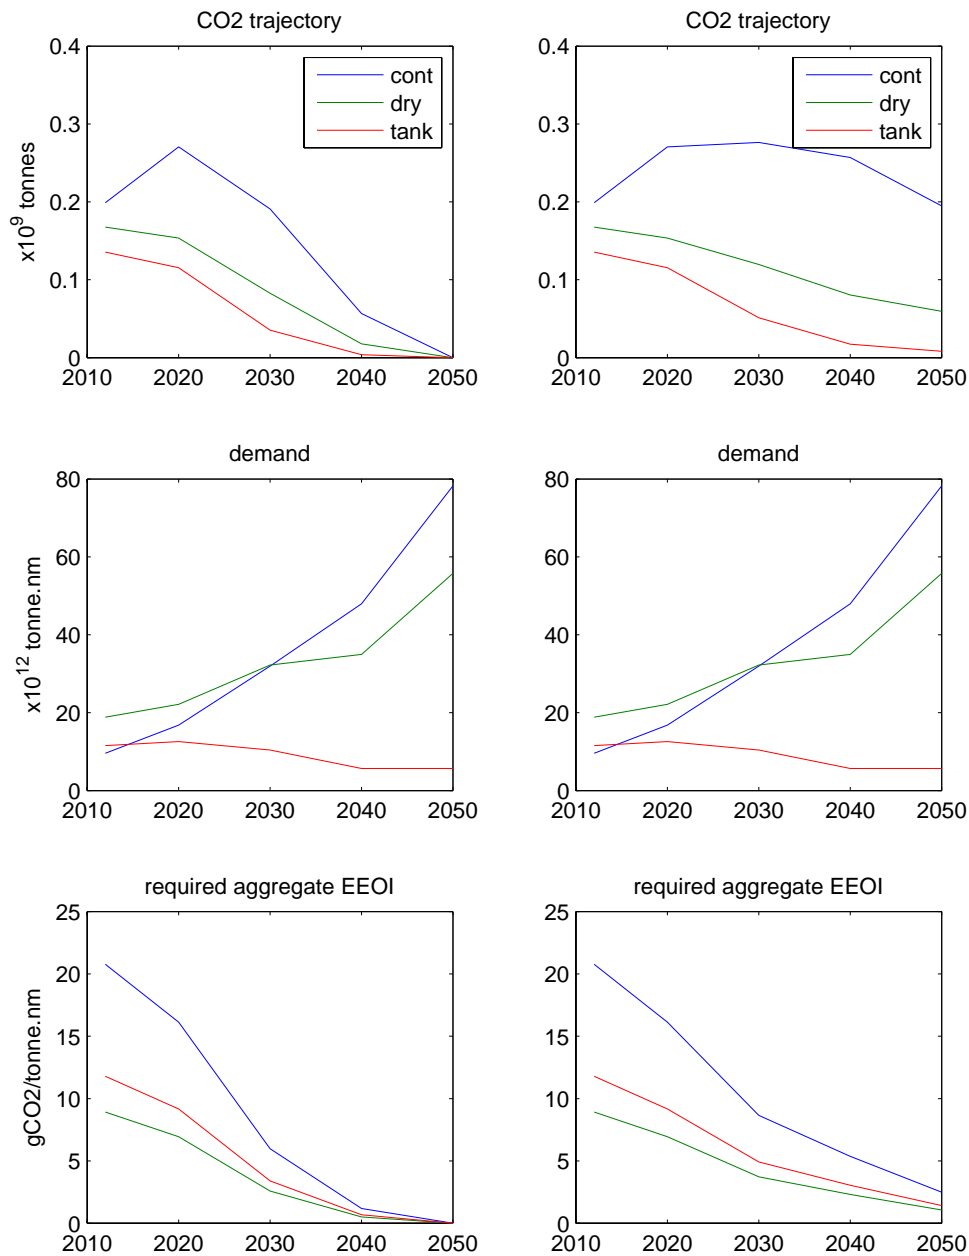 CO2 trajectory
0.4
0.3
0.2
0.1
0
x10^9 tonnes
cont
dry
tank
2010 2020 2030 2040 2050
CO2 trajectory
0.4
0.3
0.2
0.1
0
cont
dry
tank
2010 2020 2030 2040 2050
demand
80
60
40
20
0
x10^12 tonne.nm
2010 2020 2030 2040 2050
demand
80
60
40
20
0
2010 2020 2030 2040 2050
required aggregate EEOI
25
20
15
10
5
0
gCO2/tonne.nm
2010 2020 2030 2040 2050
required aggregate EEOI
25
20
15
10
5
0
2010 2020 2030 2040 2050